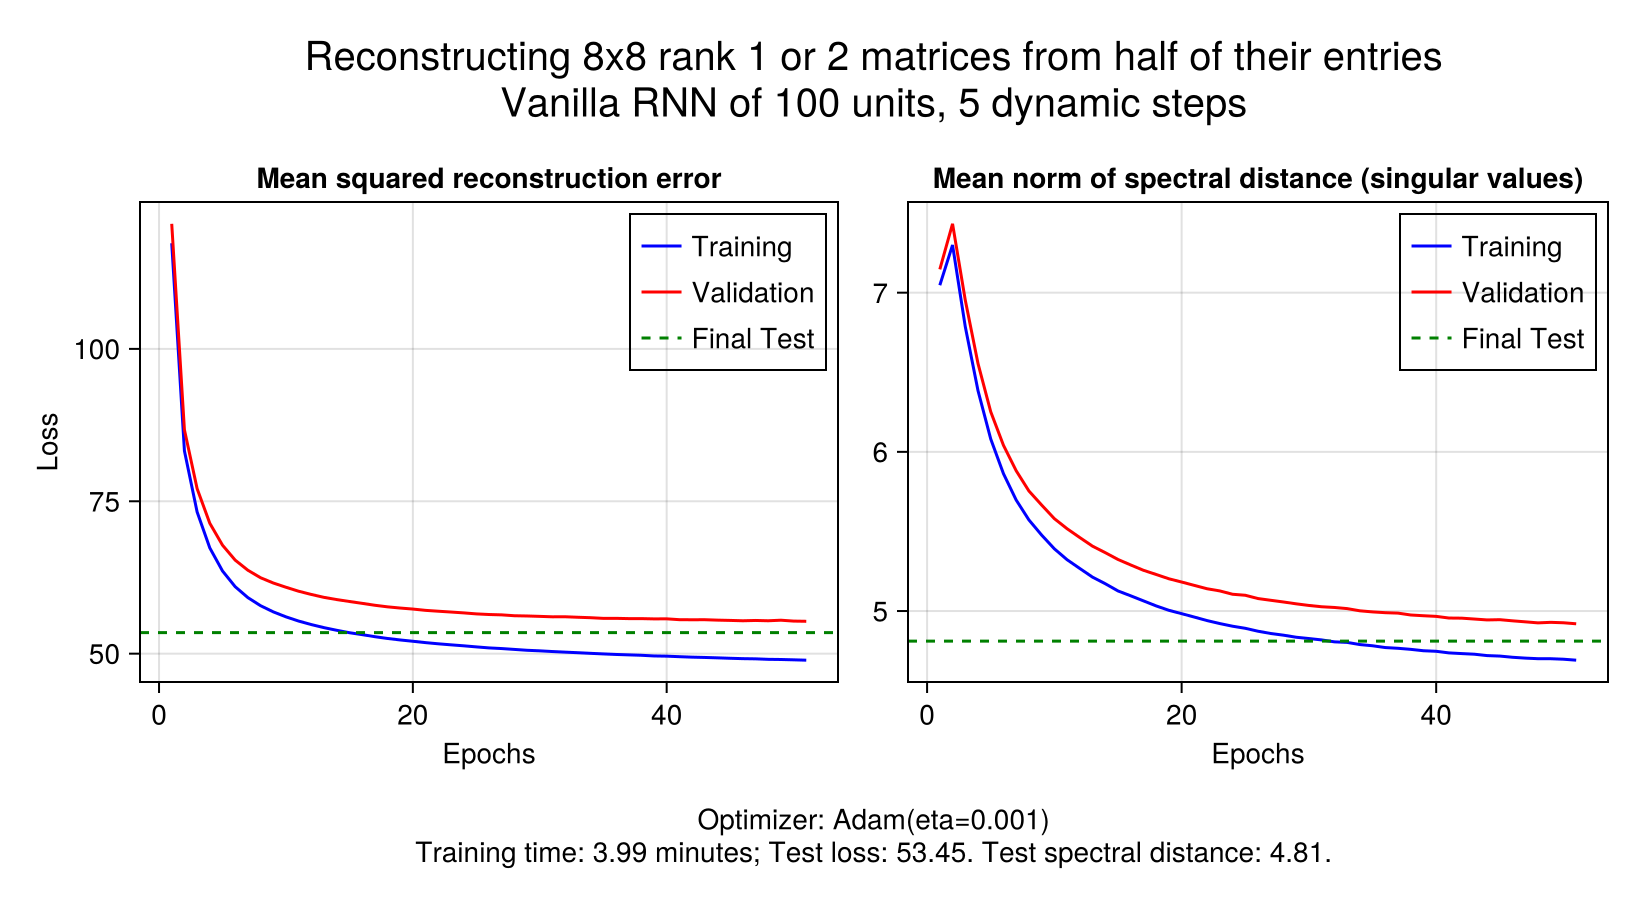 Reconstructing 8x8 rank 1 or 2 matrices from half of their entries
Vanilla RNN of 100 units, 5 dynamic steps
Mean squared reconstruction error
Training
Validation
Final Test
100
75
50
Loss
0
20
40
Epochs
Mean norm of spectral distance (singular values)
Training
Validation
Final Test
7
6
5
0
20
40
Epochs
Optimizer: Adam(eta=0.001)
Training time: 3.99 minutes; Test loss: 53.45. Test spectral distance: 4.81.